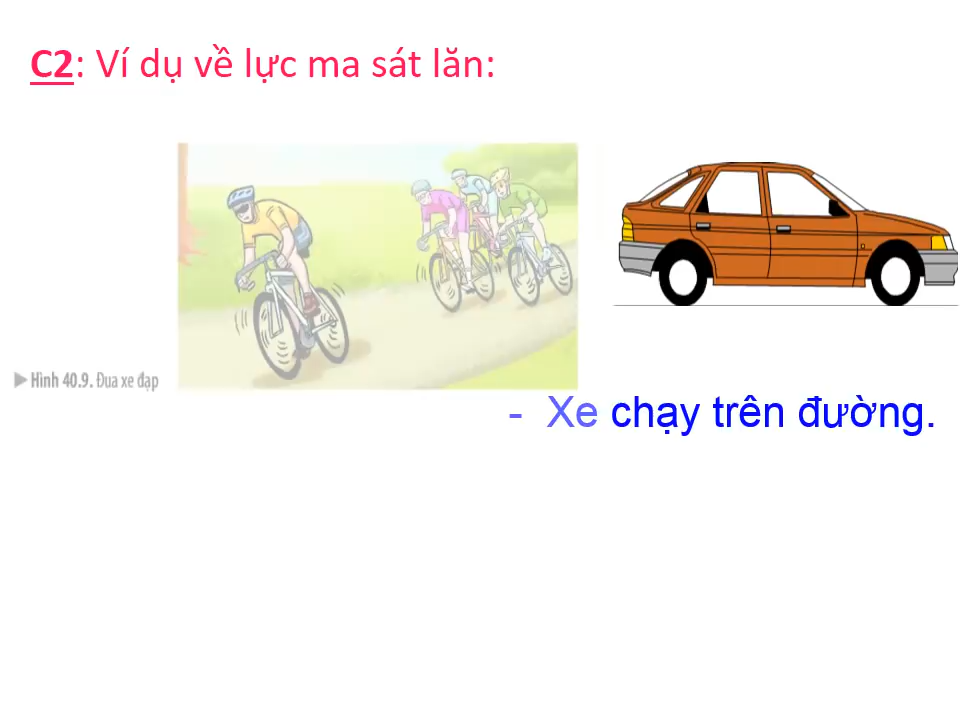 C2: Ví dụ về lực ma sát lăn:
▶ Hình 40.9. Đua xe đạp
- Xe chạy trên đường.